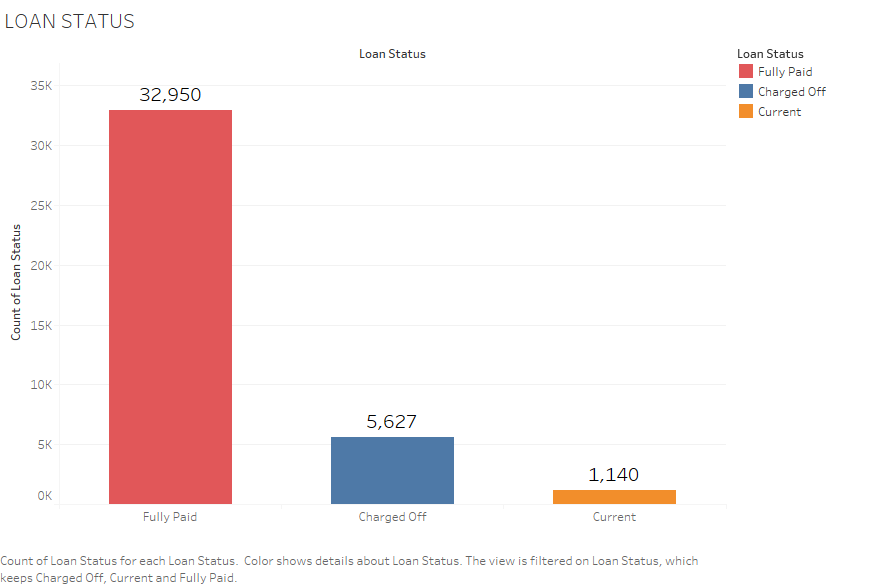 LOAN STATUS
Loan Status
Loan Status
Fully Paid
Charged Off
Current
35K
30K
25K
20K
15K
10K
5K
0K
Count of Loan Status
32,950
5,627
1,140
Fully Paid
Charged Off
Current
Count of Loan Status for each Loan Status.  Color shows details about Loan Status. The view is filtered on Loan Status, which
keeps Charged Off, Current and Fully Paid.